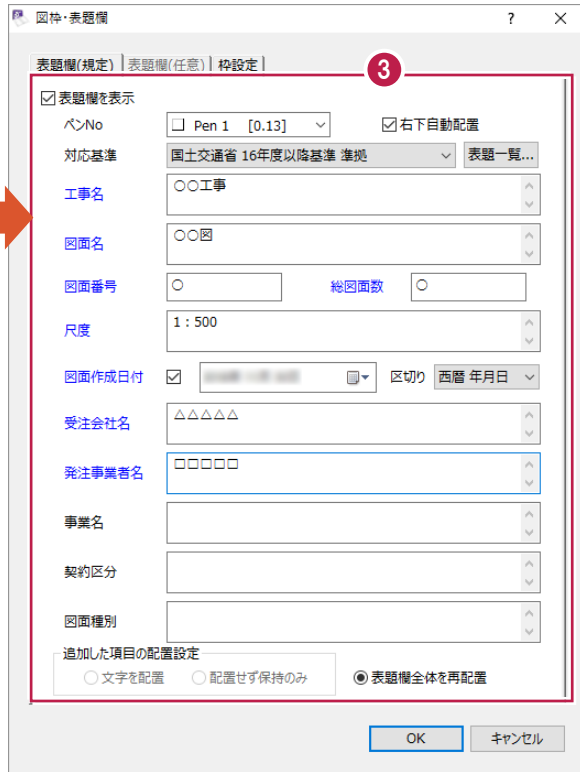 図枠・表題欄
表題欄(規定) 表題欄(任意) 枠設定
3
表題欄を表示
ペンNo Pen 1 [0.13] 右下自動配置
対応基準 国土交通省 16年度以降基準 準拠 表題一覧...
工事名 ○○工事
図面名 ○○図
図面番号 ○ 総図面数 ○
尺度 1：500
図面作成日付 区切り 西暦 年月日
受注会社名 △△△△△
発注事業者名 □□□□□
事業名
契約区分
図面種別
追加した項目の配置設定
文字を配置 配置せず保持のみ 表題欄全体を再配置
OK キャンセル